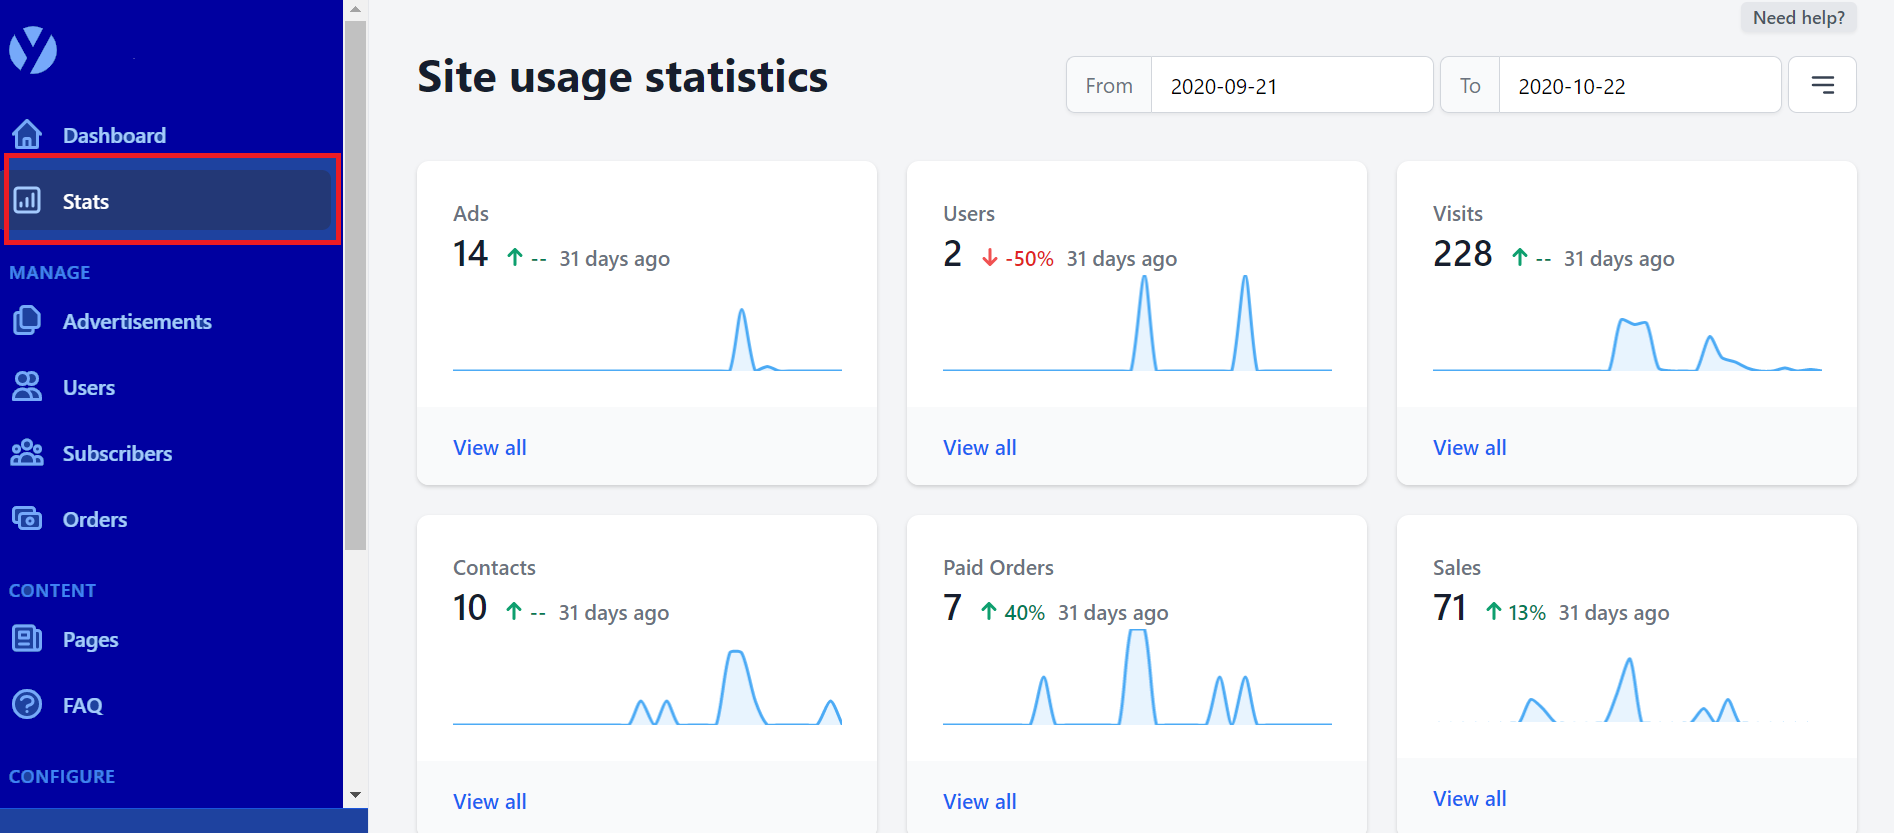 Need help?
Site usage statistics
From 2020-09-21 To 2020-10-22
Dashboard
Stats
MANAGE
Advertisements
Users
Subscribers
Orders
CONTENT
Pages
FAQ
CONFIGURE
Ads
14 ↑ -- 31 days ago
View all
Users
2 ↓ -50% 31 days ago
View all
Visits
228 ↑ -- 31 days ago
View all
Contacts
10 ↑ -- 31 days ago
View all
Paid Orders
7 ↑ 40% 31 days ago
View all
Sales
71 ↑ 13% 31 days ago
View all